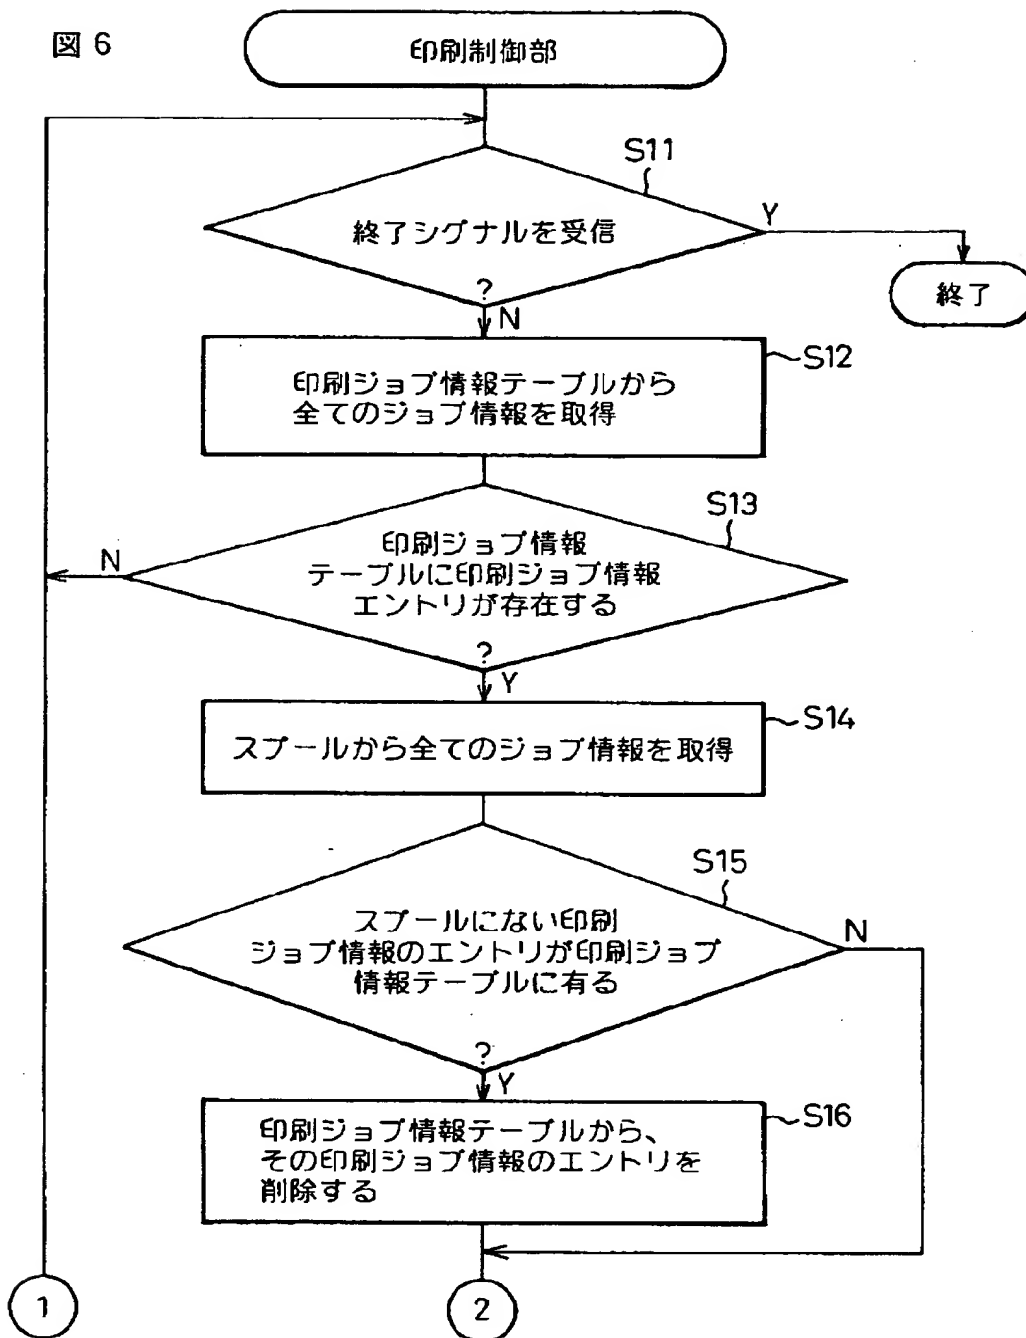 図 6
印刷制御部
S11
終了シグナルを受信
?
Y
終了
N
S12
印刷ジョブ情報テーブルから
全てのジョブ情報を取得
S13
印刷ジョブ情報
テーブルに印刷ジョブ情報
エントリが存在する
?
N
Y
S14
スプールから全てのジョブ情報を取得
S15
スプールにない印刷
ジョブ情報のエントリが印刷ジョブ
情報テーブルに有る
?
N
Y
S16
印刷ジョブ情報テーブルから、
その印刷ジョブ情報のエントリを
削除する
1
2